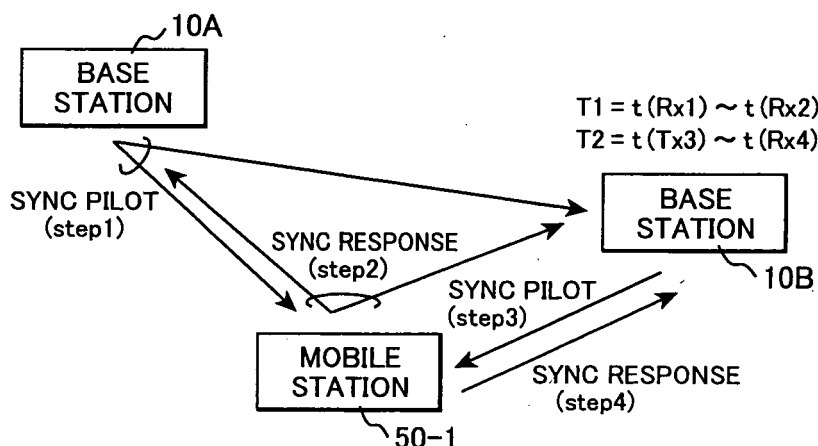 10A
BASE
STATION
T1 = t(Rx1) ~ t(Rx2)
T2 = t(Tx3) ~ t(Rx4)
SYNC PILOT
(step1)
SYNC RESPONSE
(step2)
BASE
STATION
10B
SYNC PILOT
(step3)
MOBILE
STATION
SYNC RESPONSE
(step4)
50-1